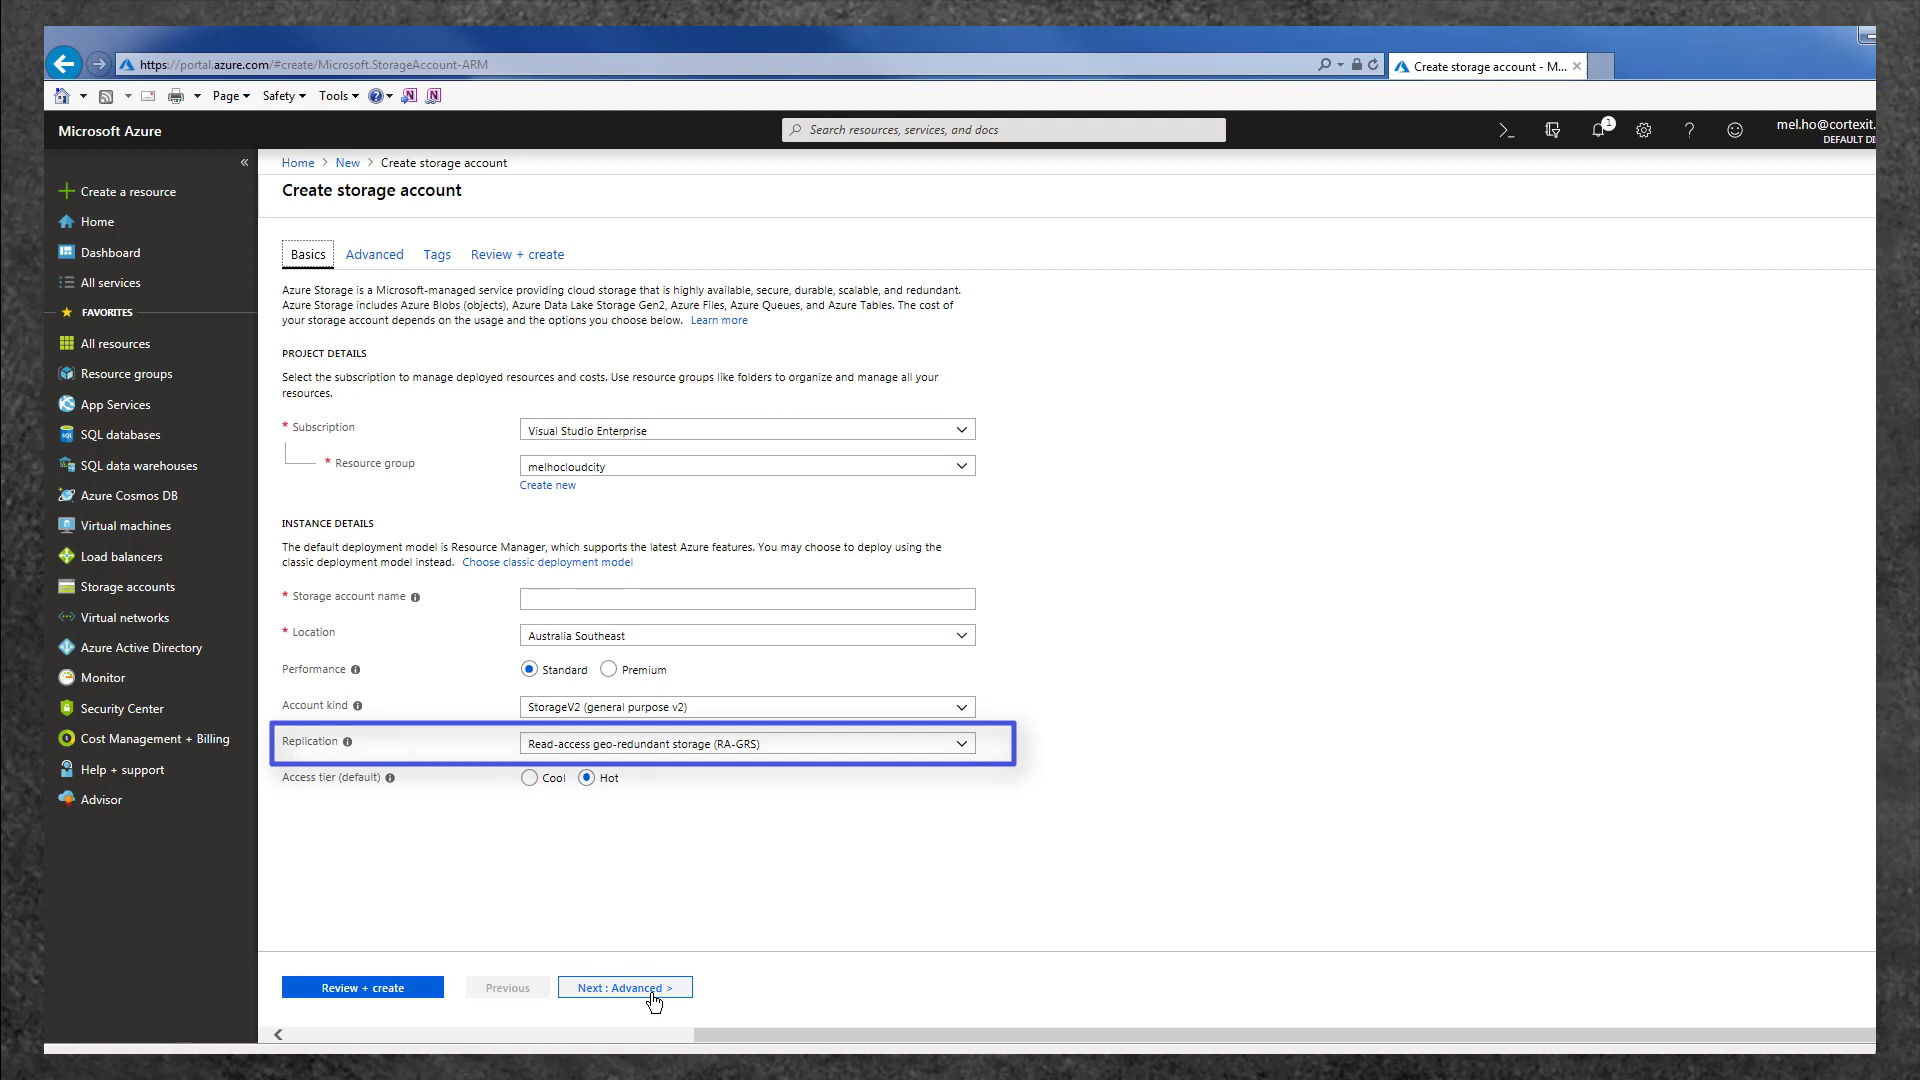 https://portal.azure.com/#create/Microsoft.StorageAccount-ARM
Create storage account - M...
Page
Safety
Tools
Microsoft Azure
Search resources, services, and docs
1
mel.ho@cortexit.
DEFAULT DI
Home > New > Create storage account
Create storage account
Create a resource
Home
Dashboard
All services
FAVORITES
All resources
Resource groups
App Services
SQL databases
SQL data warehouses
Azure Cosmos DB
Virtual machines
Load balancers
Storage accounts
Virtual networks
Azure Active Directory
Monitor
Security Center
Cost Management + Billing
Help + support
Advisor
Basics
Advanced
Tags
Review + create
Azure Storage is a Microsoft-managed service providing cloud storage that is highly available, secure, durable, scalable, and redundant.
Azure Storage includes Azure Blobs (objects), Azure Data Lake Storage Gen2, Azure Files, Azure Queues, and Azure Tables. The cost of
your storage account depends on the usage and the options you choose below. Learn more
PROJECT DETAILS
Select the subscription to manage deployed resources and costs. Use resource groups like folders to organize and manage all your
resources.
* Subscription
Visual Studio Enterprise
* Resource group
melhocloudcity
Create new
INSTANCE DETAILS
The default deployment model is Resource Manager, which supports the latest Azure features. You may choose to deploy using the
classic deployment model instead. Choose classic deployment model
* Storage account name
* Location
Australia Southeast
Performance
Standard
Premium
Account kind
StorageV2 (general purpose v2)
Replication
Read-access geo-redundant storage (RA-GRS)
Access tier (default)
Cool
Hot
Review + create
Previous
Next : Advanced >